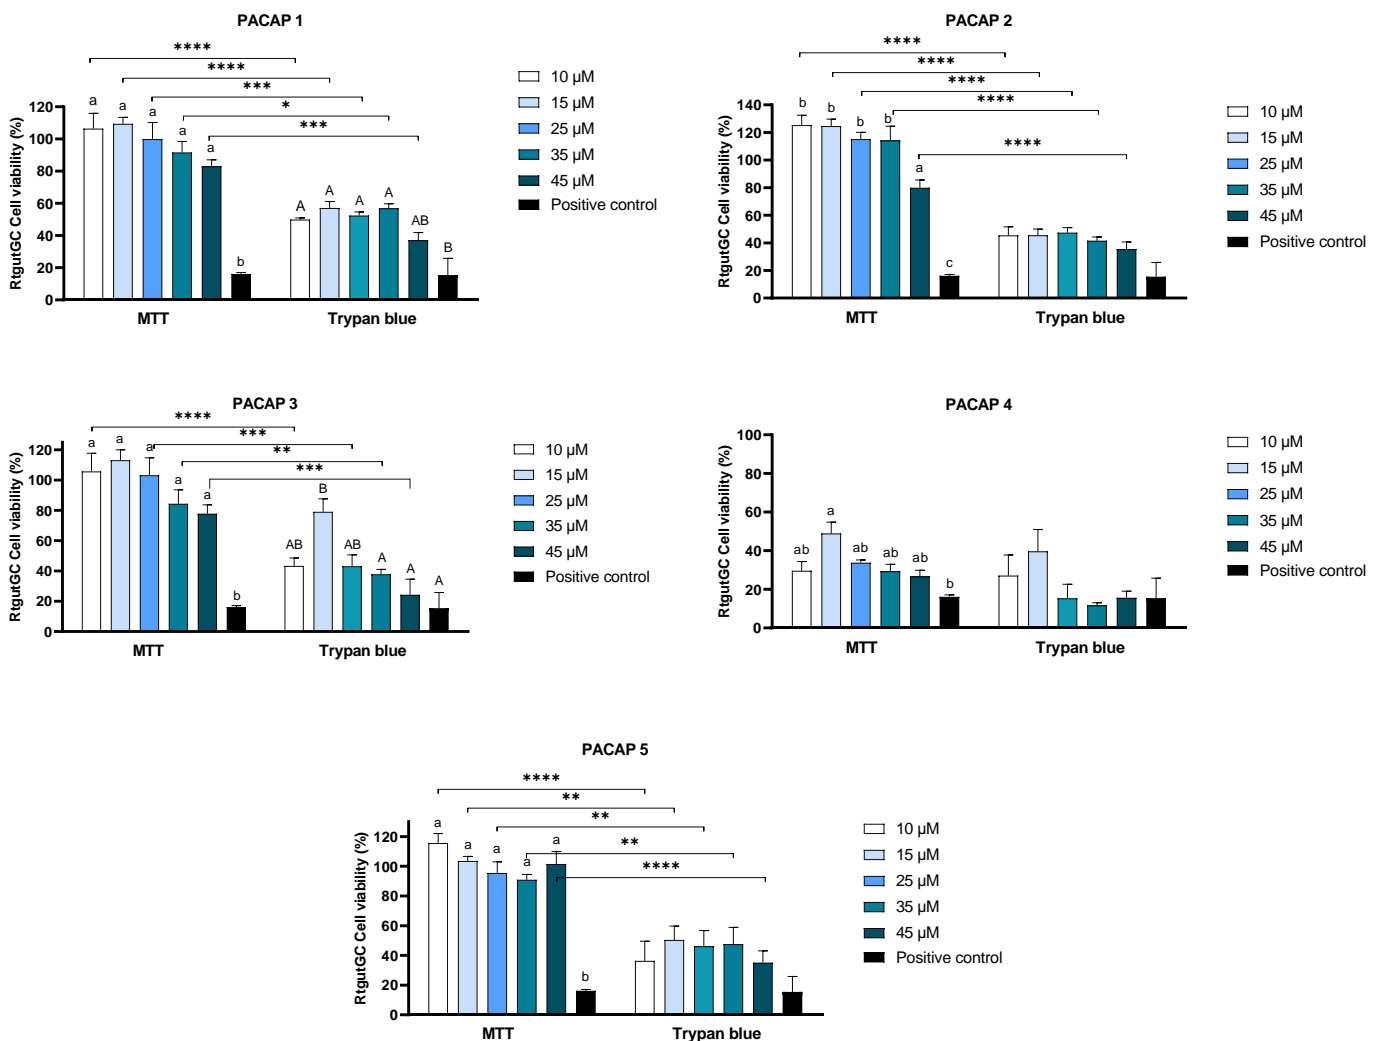 PACAP 1
****
****
***
*
***
RtgutGC Cell viability (%)
120
100
80
60
40
20
0
a
a
a
a
a
b
A
A
A
A
AB
B
MTT
Trypan blue
10 µM
15 µM
25 µM
35 µM
45 µM
Positive control
PACAP 2
****
****
****
****
****
RtgutGC Cell viability (%)
140
120
100
80
60
40
20
0
b
b
b
b
a
c
MTT
Trypan blue
10 µM
15 µM
25 µM
35 µM
45 µM
Positive control
PACAP 3
****
***
**
***
RtgutGC Cell viability (%)
120
100
80
60
40
20
0
a
a
a
a
a
b
AB
B
AB
A
A
A
MTT
Trypan blue
10 µM
15 µM
25 µM
35 µM
45 µM
Positive control
PACAP 4
RtgutGC Cell viability (%)
100
80
60
40
20
0
ab
a
ab
ab
ab
b
MTT
Trypan blue
10 µM
15 µM
25 µM
35 µM
45 µM
Positive control
PACAP 5
****
**
**
**
****
RtgutGC Cell viability (%)
120
100
80
60
40
20
0
a
a
a
a
a
b
MTT
Trypan blue
10 µM
15 µM
25 µM
35 µM
45 µM
Positive control